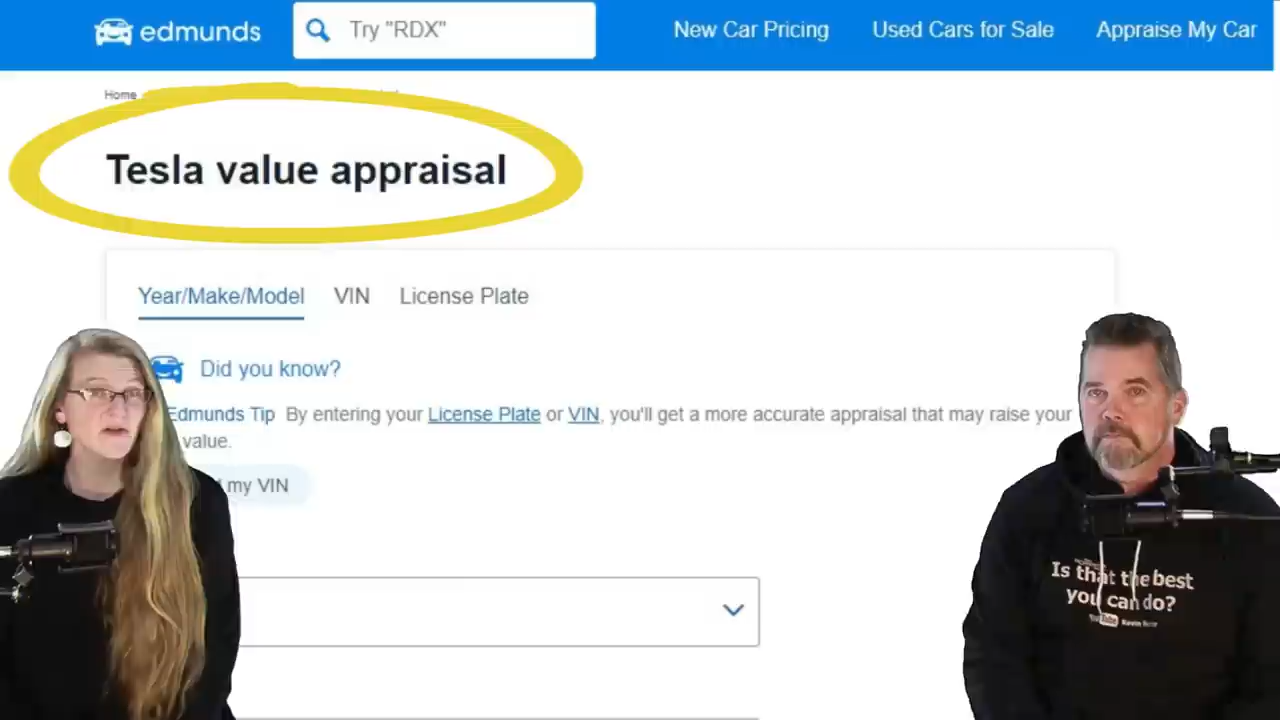 edmunds
Try "RDX"
New Car Pricing
Used Cars for Sale
Appraise My Car
Home
Tesla value appraisal
Year/Make/Model
VIN
License Plate
Did you know?
Edmunds Tip By entering your License Plate or VIN, you'll get a more accurate appraisal that may raise your
value.
my VIN
Is that the best
you can do?
YouTube